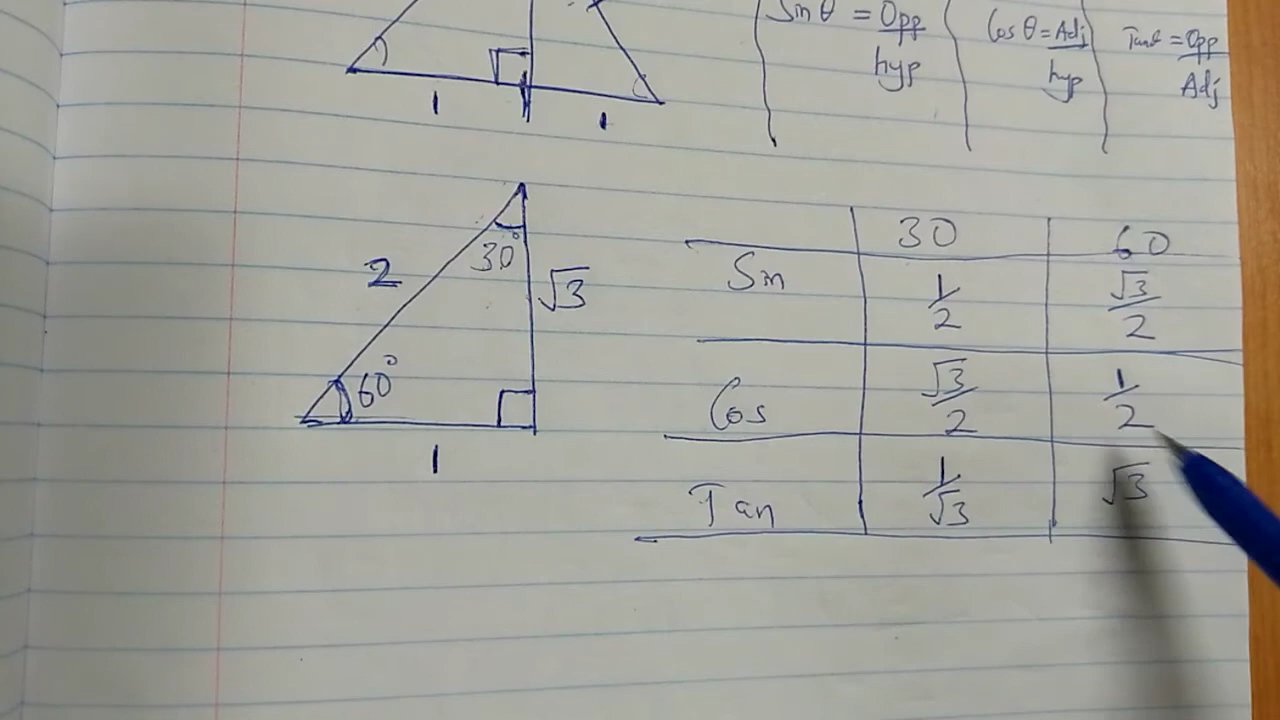 Sin θ = Opp/hyp
Cos θ = Adj/hyp
Tanθ = Opp/Adj
1 1
30°
2
√3
60°
1
30 60
Sin 1/2 √3/2
Cos √3/2 1/2
Tan 1/√3 √3